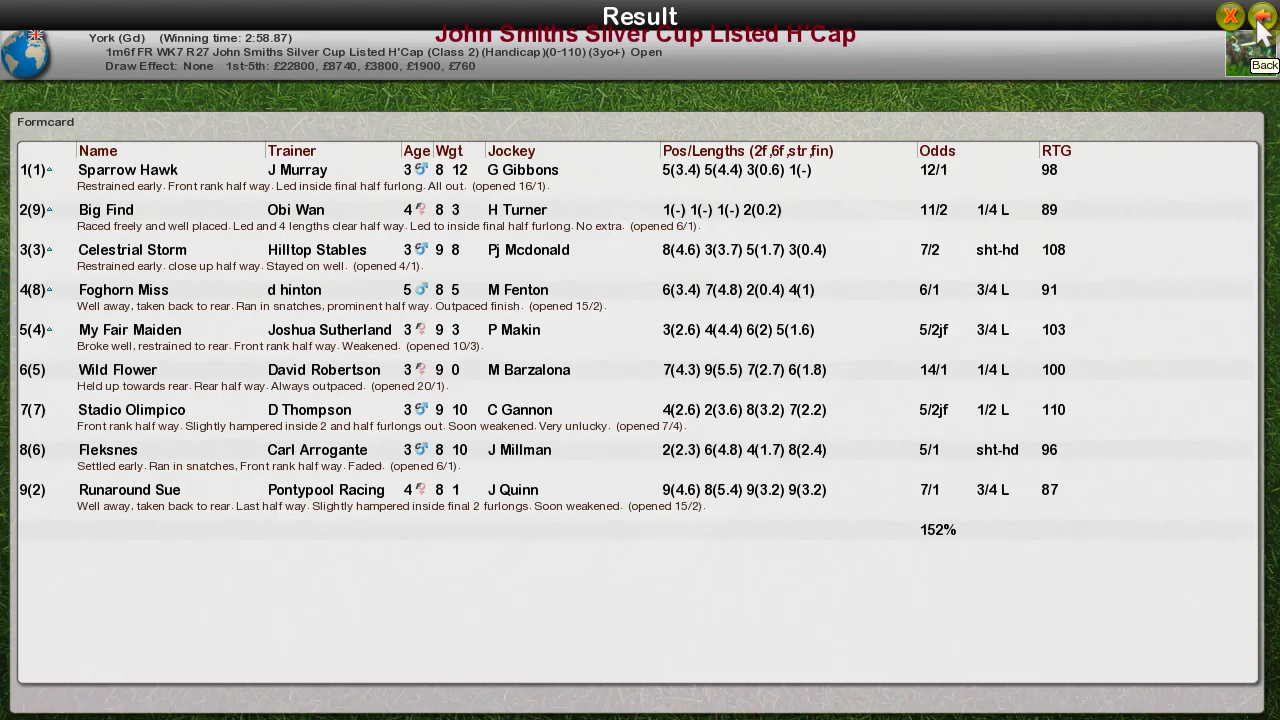 Result
John Smiths Silver Cup Listed H'Cap
York (Gd) (Winning time: 2:58.87)
1m6f FR WK7 R27 John Smiths Silver Cup Listed H'Cap (Class 2) (Handicap)(0-110) (3yo+) Open
Draw Effect: None 1st-5th: £22800, £8740, £3800, £1900, £760
Back
Formcard
Name Trainer Age Wgt Jockey Pos/Lengths (2f,6f,str,fin) Odds RTG
1(1) Sparrow Hawk J Murray 3 8 12 G Gibbons 5(3.4) 5(4.4) 3(0.6) 1(-) 12/1 98
Restrained early. Front rank half way. Led inside final half furlong. All out. (opened 16/1).
2(9) Big Find Obi Wan 4 8 3 H Turner 1(-) 1(-) 1(-) 2(0.2) 11/2 1/4 L 89
Raced freely and well placed. Led and 4 lengths clear half way. Led to inside final half furlong. No extra. (opened 6/1).
3(3) Celestrial Storm Hilltop Stables 3 9 8 Pj Mcdonald 8(4.6) 3(3.7) 5(1.7) 3(0.4) 7/2 sht-hd 108
Restrained early. close up half way. Stayed on well. (opened 4/1).
4(8) Foghorn Miss d hinton 5 8 5 M Fenton 6(3.4) 7(4.8) 2(0.4) 4(1) 6/1 3/4 L 91
Well away, taken back to rear. Ran in snatches, prominent half way. Outpaced finish. (opened 15/2).
5(4) My Fair Maiden Joshua Sutherland 3 9 3 P Makin 3(2.6) 4(4.4) 6(2) 5(1.6) 5/2jf 3/4 L 103
Broke well, restrained to rear. Front rank half way. Weakened. (opened 10/3).
6(5) Wild Flower David Robertson 3 9 0 M Barzalona 7(4.3) 9(5.5) 7(2.7) 6(1.8) 14/1 1/4 L 100
Held up towards rear. Rear half way. Always outpaced. (opened 20/1).
7(7) Stadio Olimpico D Thompson 3 9 10 C Gannon 4(2.6) 2(3.6) 8(3.2) 7(2.2) 5/2jf 1/2 L 110
Front rank half way. Slightly hampered inside 2 and half furlongs out. Soon weakened. Very unlucky. (opened 7/4).
8(6) Fleksnes Carl Arrogante 3 8 10 J Millman 2(2.3) 6(4.8) 4(1.7) 8(2.4) 5/1 sht-hd 96
Settled early. Ran in snatches, Front rank half way. Faded. (opened 6/1).
9(2) Runaround Sue Pontypool Racing 4 8 1 J Quinn 9(4.6) 8(5.4) 9(3.2) 9(3.2) 7/1 3/4 L 87
Well away, taken back to rear. Last half way. Slightly hampered inside final 2 furlongs. Soon weakened. (opened 15/2).
152%